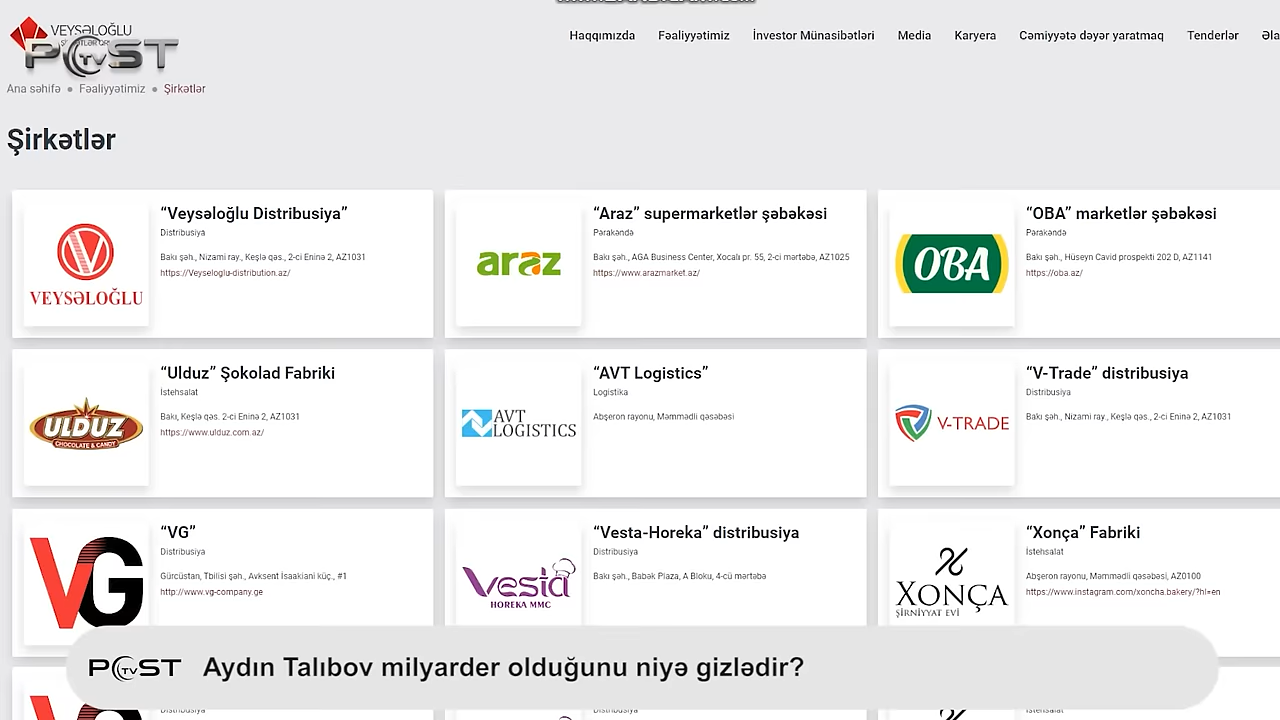 VEYSƏLOĞLU
POST TV
Haqqımızda Fəaliyyətimiz İnvestor Münasibətləri Media Karyera Cəmiyyətə dəyər yaratmaq Tenderlər Əla
Ana səhifə ● Fəaliyyətimiz ● Şirkətlər
Şirkətlər
VEYSƏLOĞLU
“Veysəloğlu Distribusiya”
Distribusiya
Bakı şəh., Nizami ray., Keşlə qəs., 2-ci Eninə 2, AZ1031
https://Veyseloglu-distribution.az/
araz
“Araz” supermarketlər şəbəkəsi
Pərakəndə
Bakı şəh., AGA Business Center, Xocalı pr. 55, 2-ci mərtəbə, AZ1025
https://www.arazmarket.az/
OBA
“OBA” marketlər şəbəkəsi
Pərakəndə
Bakı şəh., Hüseyn Cavid prospekti 202 D, AZ1141
https://oba.az/
ULDUZ
CHOCOLATE & CANDY
“Ulduz” Şokolad Fabriki
İstehsalat
Bakı, Keşlə qəs. 2-ci Eninə 2, AZ1031
https://www.ulduz.com.az/
AVT
LOGISTICS
“AVT Logistics”
Logistika
Abşeron rayonu, Məmmədli qəsəbəsi
V-TRADE
“V-Trade” distribusiya
Distribusiya
Bakı şəh., Nizami ray., Keşlə qəs., 2-ci Eninə 2, AZ1031
VG
“VG”
Distribusiya
Gürcüstan, Tbilisi şəh., Avksent İsaakiani küç., #1
http://www.vg-company.ge
Vesta
HOREKA MMC
“Vesta-Horeka” distribusiya
Distribusiya
Bakı şəh., Babək Plaza, A Bloku, 4-cü mərtəbə
XONÇA
ŞİRNİYYAT EVİ
“Xonça” Fabriki
İstehsalat
Abşeron rayonu, Məmmədli qəsəbəsi, AZ0100
https://www.instagram.com/xoncha.bakery/?hl=en
POST TV Aydın Talıbov milyarder olduğunu niyə gizlədir?
Distribusiya
Distribusiya
İstehsalat